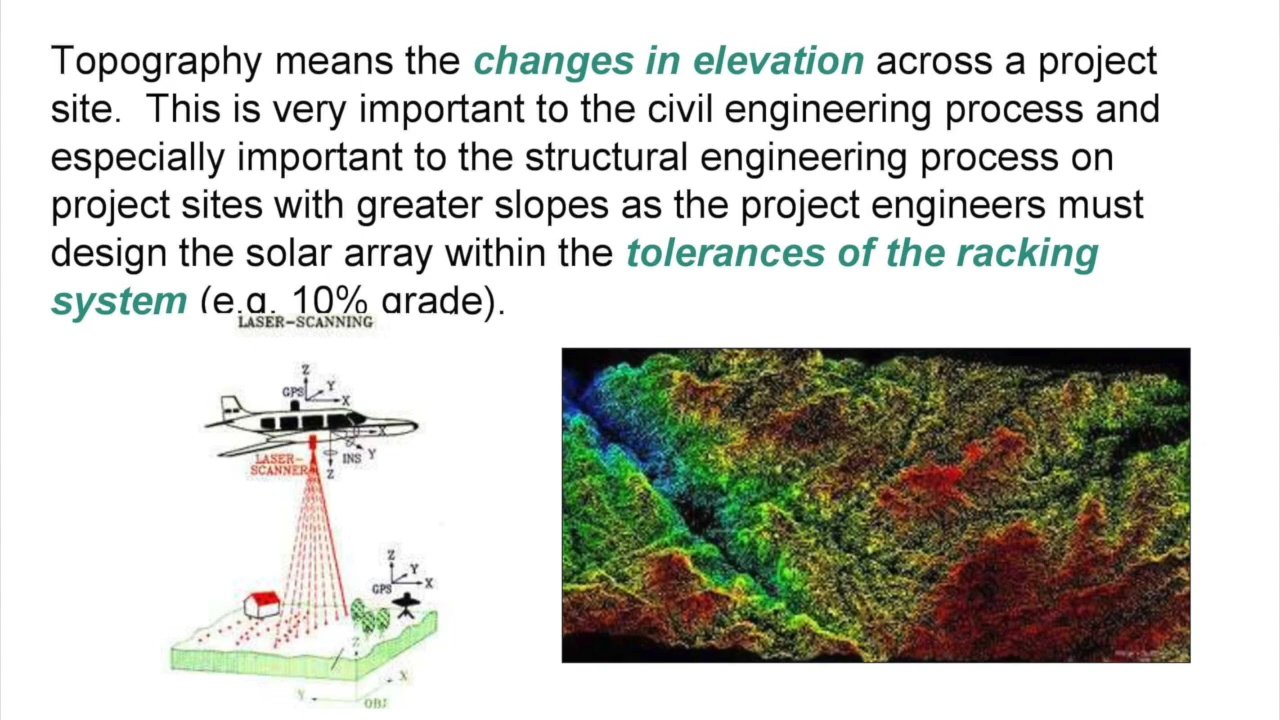 Topography means the changes in elevation across a project
site.  This is very important to the civil engineering process and
especially important to the structural engineering process on
project sites with greater slopes as the project engineers must
design the solar array within the tolerances of the racking
system (e.g. 10% grade).
LASER-SCANNING
Z
GPS
Y
X
X
LASER-
SCANNER
INS
Y
Z
Z
Y
GPS
X
Z
X
Y
OBJ